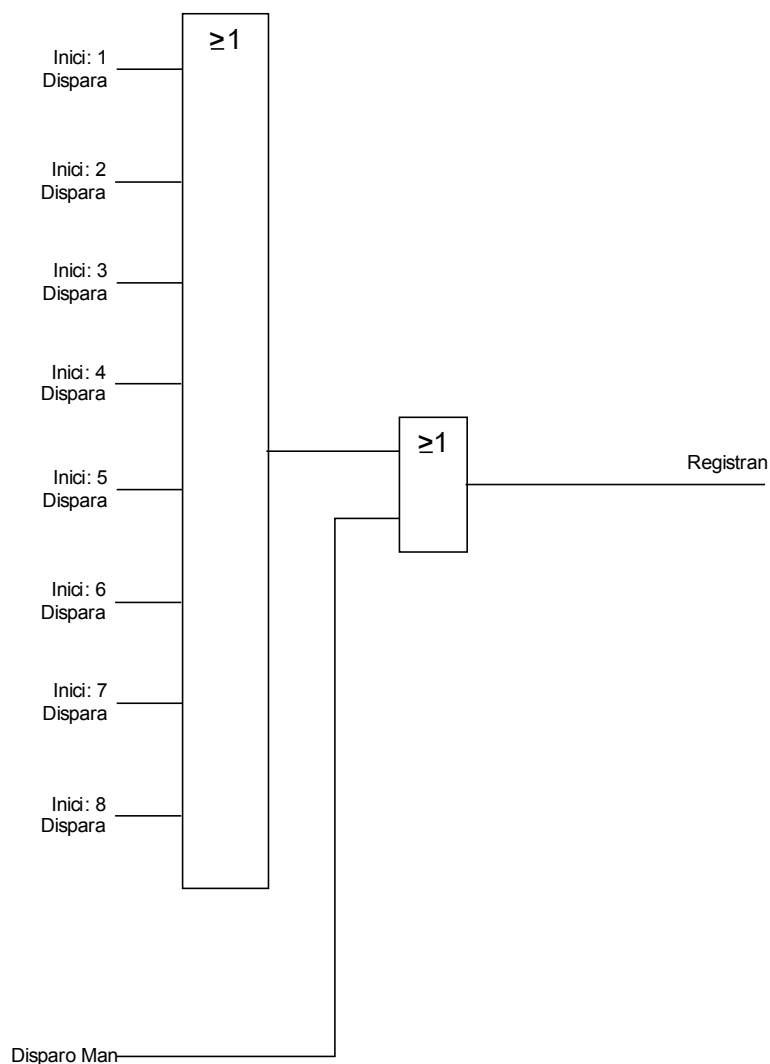 ≥1
Inici: 1
Dispara
Inici: 2
Dispara
Inici: 3
Dispara
Inici: 4
Dispara
≥1
Registran
Inici: 5
Dispara
Inici: 6
Dispara
Inici: 7
Dispara
Inici: 8
Dispara
Disparo Man